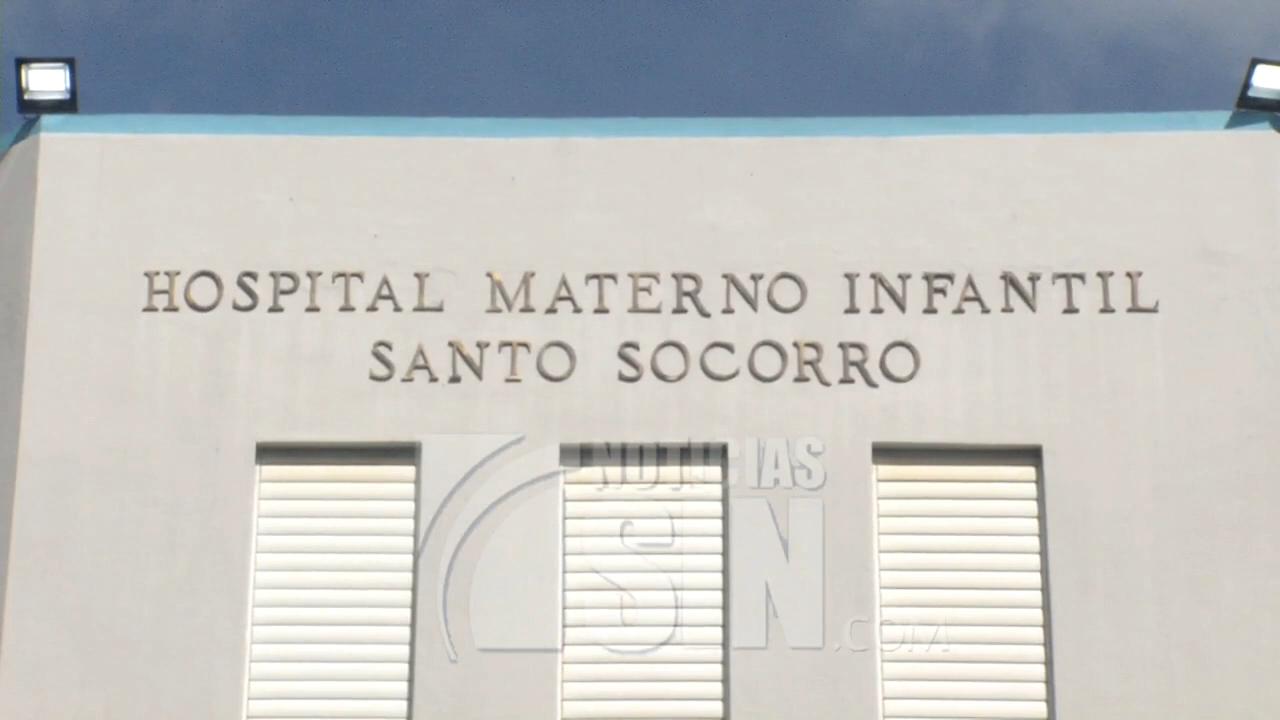 HOSPITAL MATERNO INFANTIL
SANTO SOCORRO
NOTICIAS
SIN
.COM